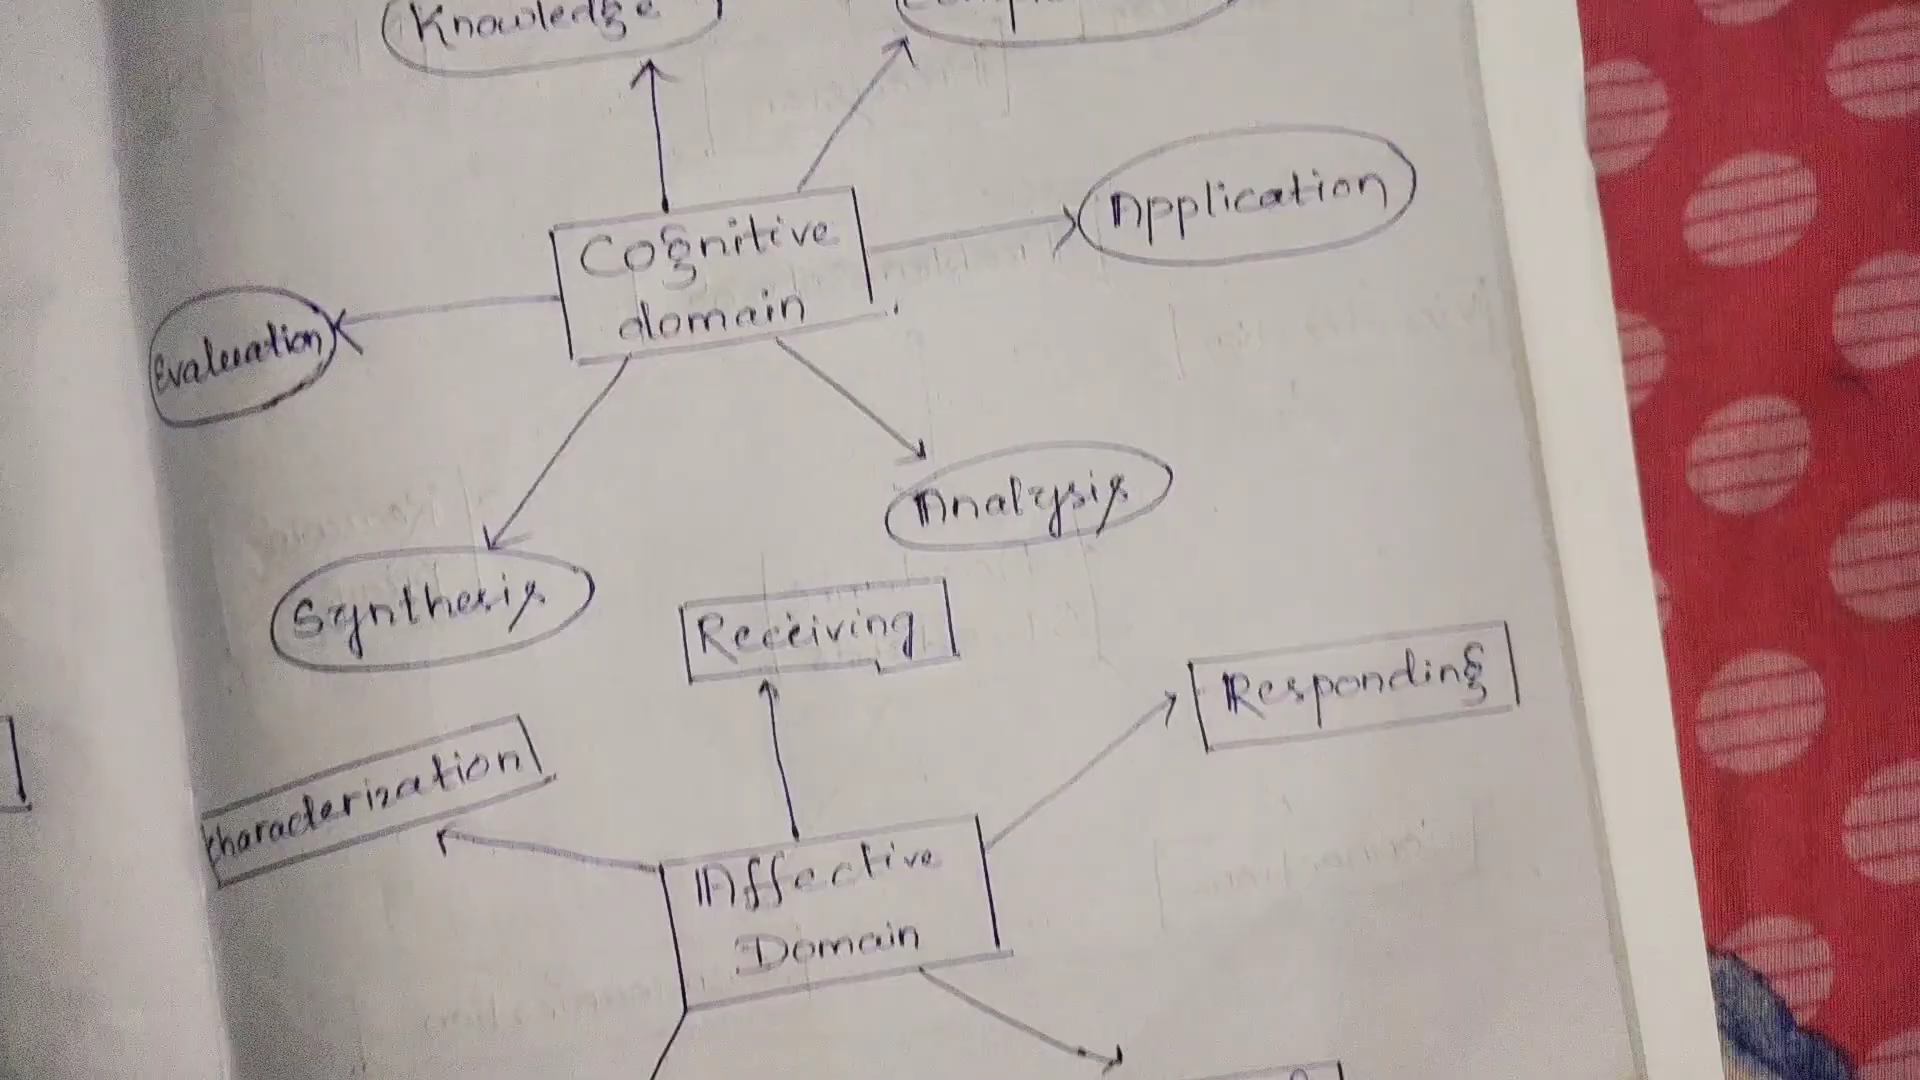 Knowledge
Application
Cognitive
domain
Evaluation
Analysis
Synthesis
Receiving
Responding
Characterization
Affective
Domain